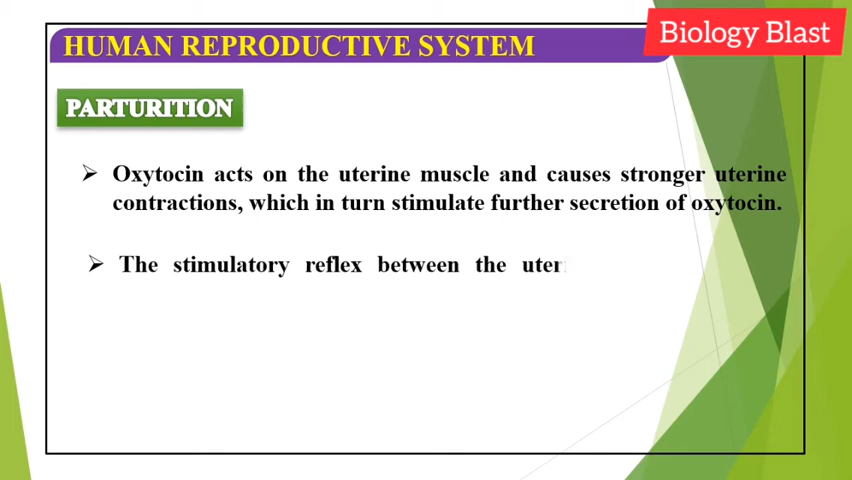 HUMAN REPRODUCTIVE SYSTEM
Biology Blast
PARTURITION
➢ Oxytocin acts on the uterine muscle and causes stronger uterine
contractions, which in turn stimulate further secretion of oxytocin.
➢ The stimulatory reflex between the uter